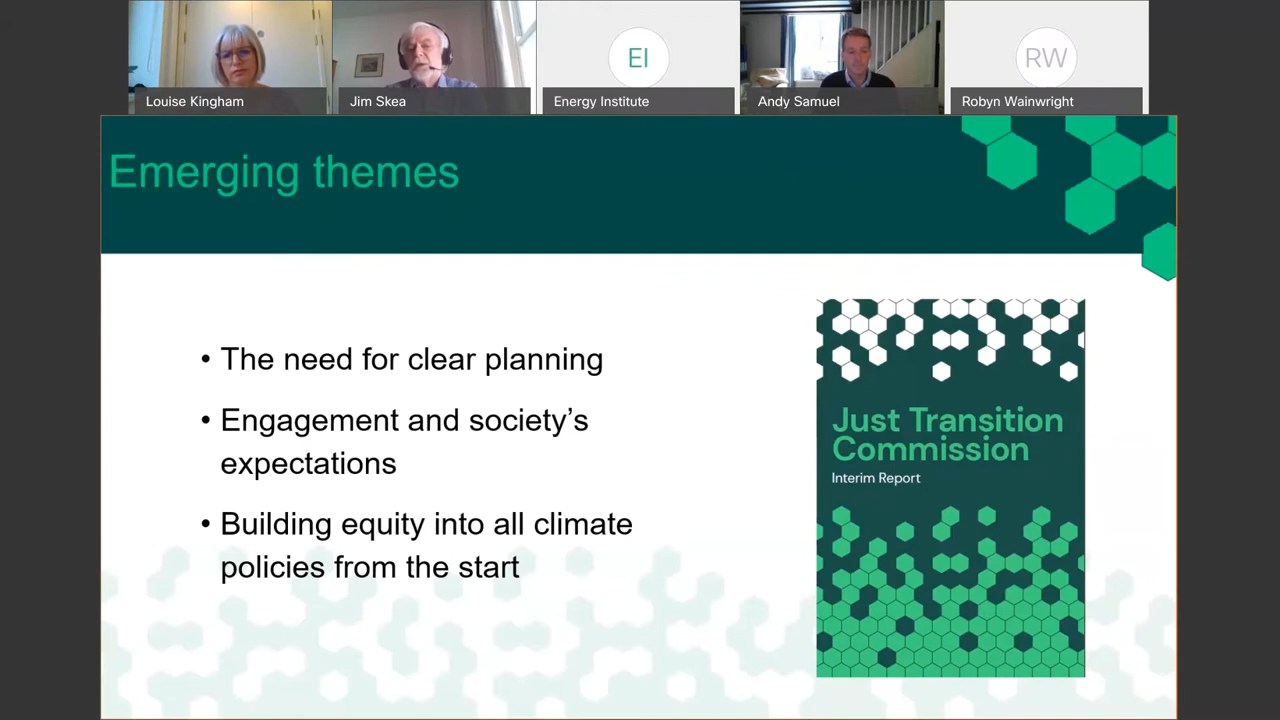 Louise Kingham
Jim Skea
EI
Energy Institute
Andy Samuel
RW
Robyn Wainwright
Emerging themes
• The need for clear planning
• Engagement and society’s
expectations
• Building equity into all climate
policies from the start
Just Transition
Commission
Interim Report